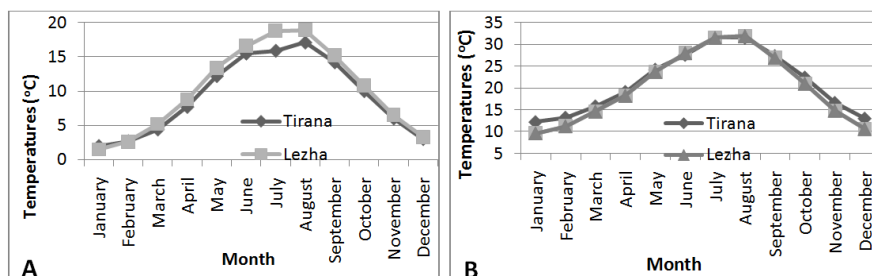 20
15
10
5
0
Temperatures (°C)
Tirana
Lezha
January
February
March
April
May
June
July
August
September
October
November
December
Month
A
35
30
25
20
15
10
5
Temperatures (°C)
Tirana
Lezha
January
February
March
April
May
June
July
August
September
October
November
December
Month
B